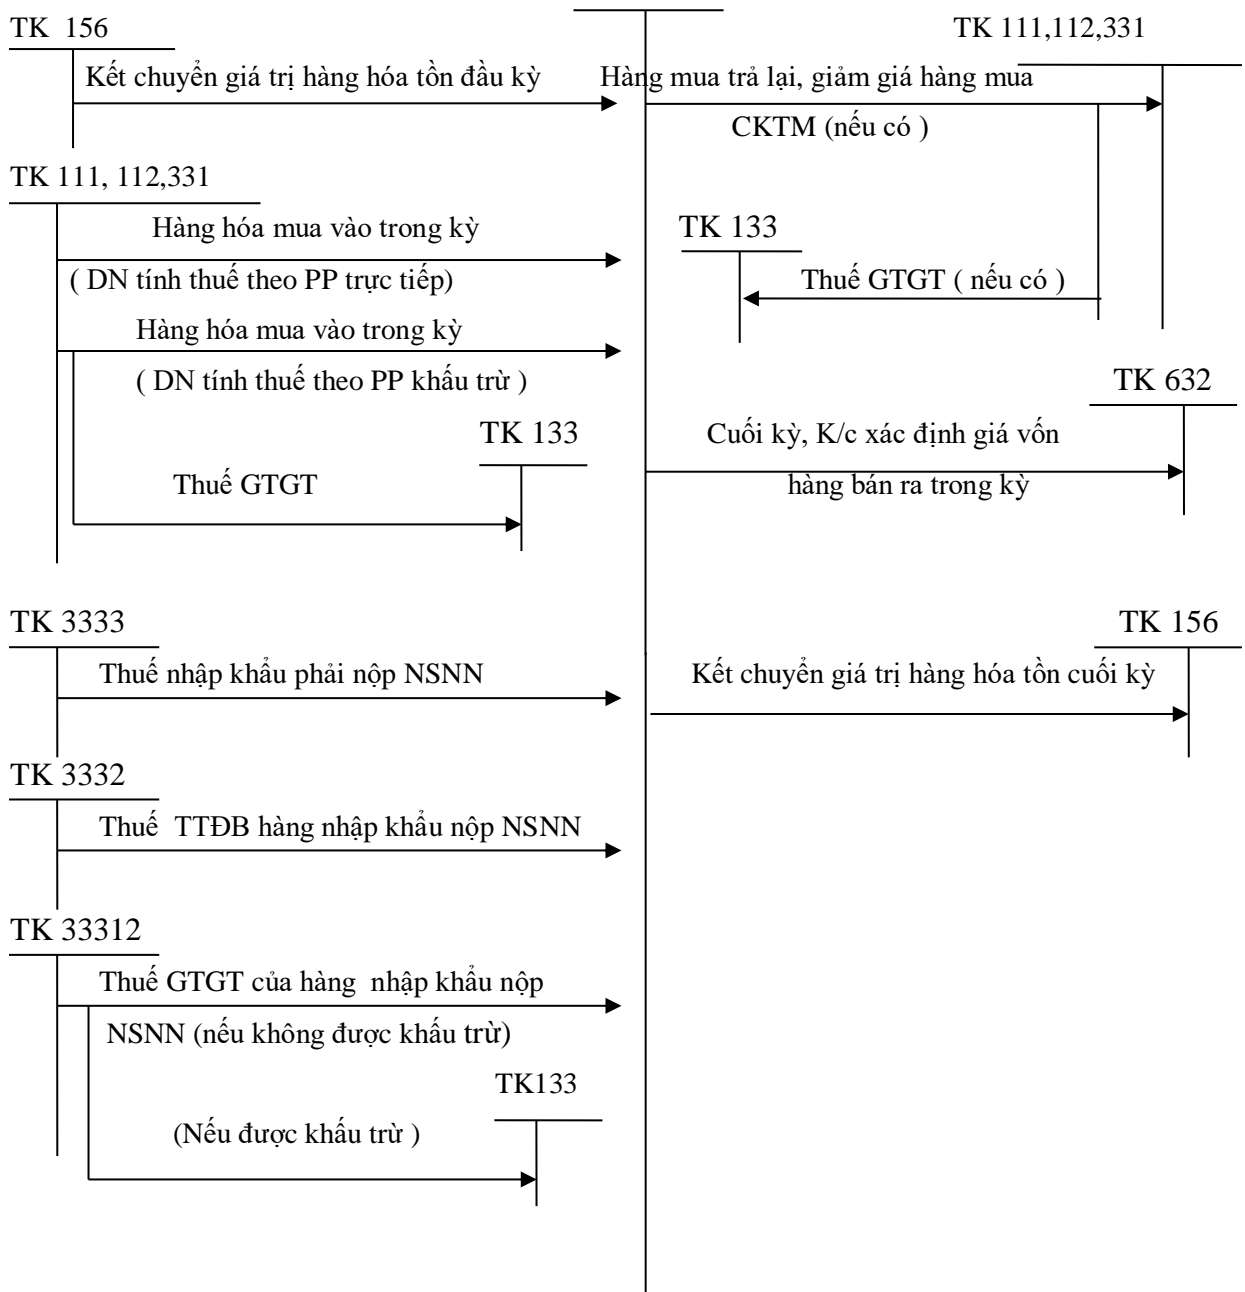 TK 156
Kết chuyển giá trị hàng hóa tồn đầu kỳ
TK 111, 112,331
Hàng hóa mua vào trong kỳ
( DN tính thuế theo PP trực tiếp)
Hàng hóa mua vào trong kỳ
( DN tính thuế theo PP khấu trừ )
TK 133
Thuế GTGT
TK 3333
Thuế nhập khẩu phải nộp NSNN
TK 3332
Thuế TTĐB hàng nhập khẩu nộp NSNN
TK 33312
Thuế GTGT của hàng nhập khẩu nộp
NSNN (nếu không được khấu trừ)
TK133
(Nếu được khấu trừ )
TK 111,112,331
Hàng mua trả lại, giảm giá hàng mua
CKTM (nếu có )
TK 133
Thuế GTGT ( nếu có )
TK 632
Cuối kỳ, K/c xác định giá vốn
hàng bán ra trong kỳ
TK 156
Kết chuyển giá trị hàng hóa tồn cuối kỳ